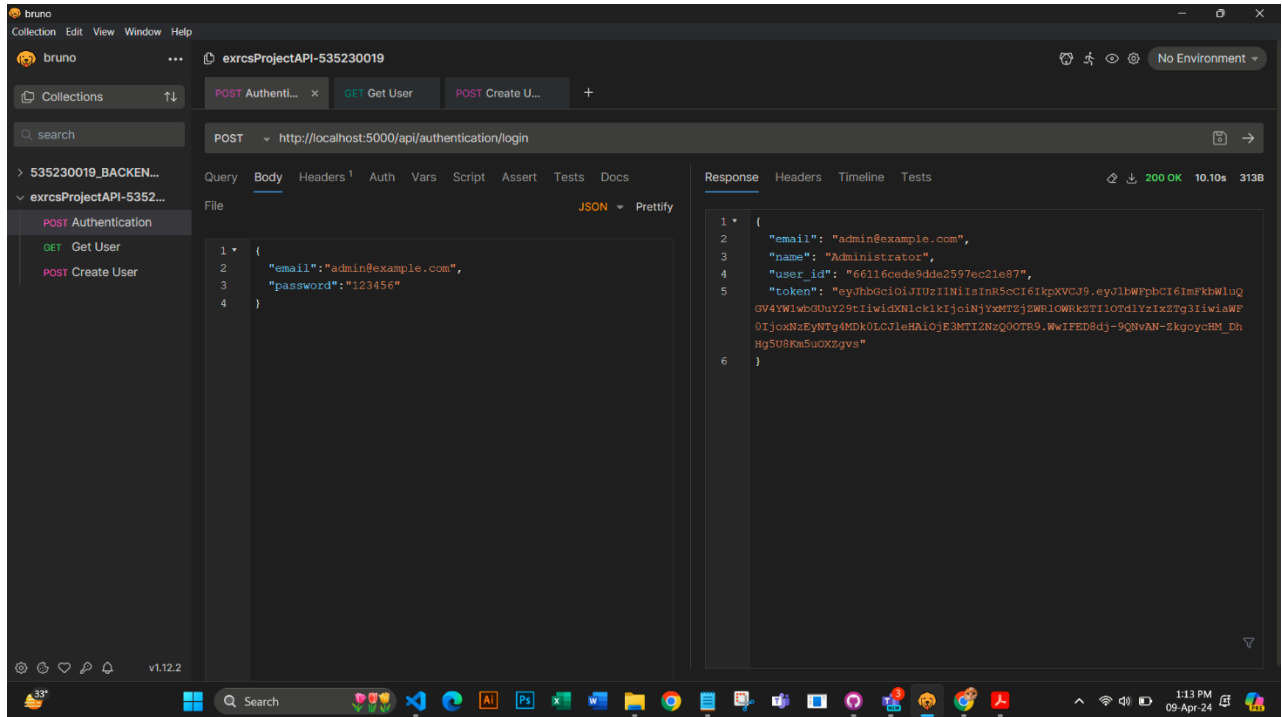 bruno
Collection Edit View Window Help
bruno
exrcsProjectAPI-535230019
No Environment
Collections
POST Authenti... ×
GET Get User
POST Create U...
+
search
POST http://localhost:5000/api/authentication/login
535230019_BACKEN...
exrcsProjectAPI-5352...
POST Authentication
GET Get User
POST Create User
Query Body Headers 1 Auth Vars Script Assert Tests Docs
File JSON Prettify
1 {
2 "email":"admin@example.com",
3 "password":"123456"
4 }
Response Headers Timeline Tests 200 OK 10.10s 313B
1 {
2 "email": "admin@example.com",
3 "name": "Administrator",
4 "user_id": "66116cede9dde2597ec21e87",
5 "token": "eyJhbGciOiJIUzI1NiIsInR5cCI6IkpXVCJ9.eyJlbWFpbCI6ImFkbWluQ
GV4YW1wbGUuY29tIiwidXNlcklkIjoiNjYxMTZjZWRlOWRkZTI1OTdlYzIxZTg3IiwiaWF
0IjoxNzEyNTg4MDk0LCJleHAiOjE3MTI2NzQ0OTR9.WwIFED8dj-9QNvAN-ZkgoycHM_Dh
Hg5U8Km5uOXZgvs"
6 }
v1.12.2
33°
Search
Ai
Ps
3
PRE
1:13 PM
09-Apr-24